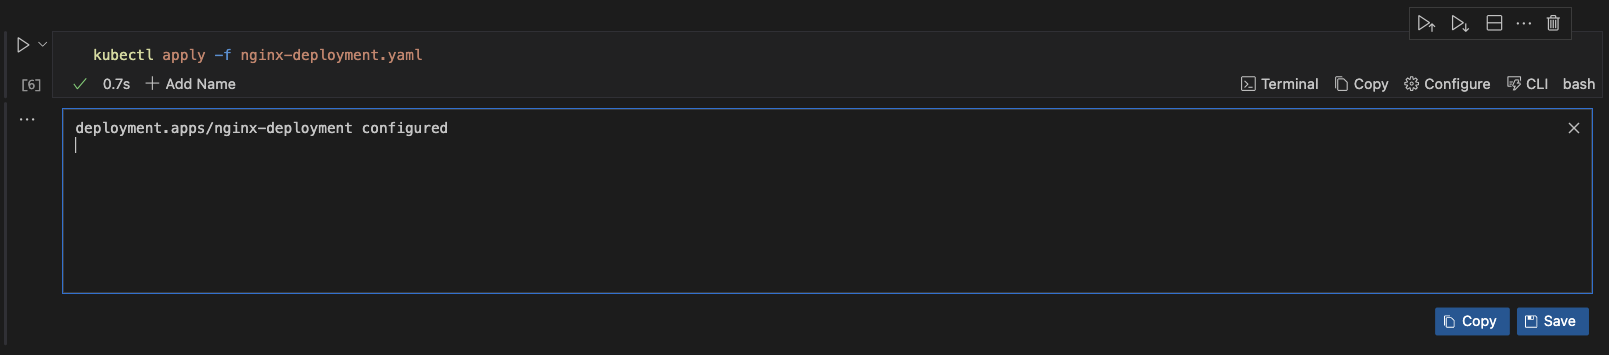 kubectl apply -f nginx-deployment.yaml
[6] 0.7s Add Name Terminal Copy Configure CLI bash
deployment.apps/nginx-deployment configured
Copy Save